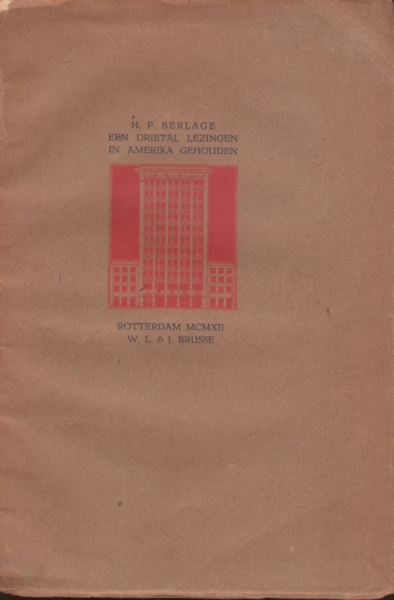 H. P. BERLAGE
EEN DRIETAL LEZINGEN
IN AMERIKA GEHOUDEN
ROTTERDAM MCMXII
W. L. & J. BRUSSE